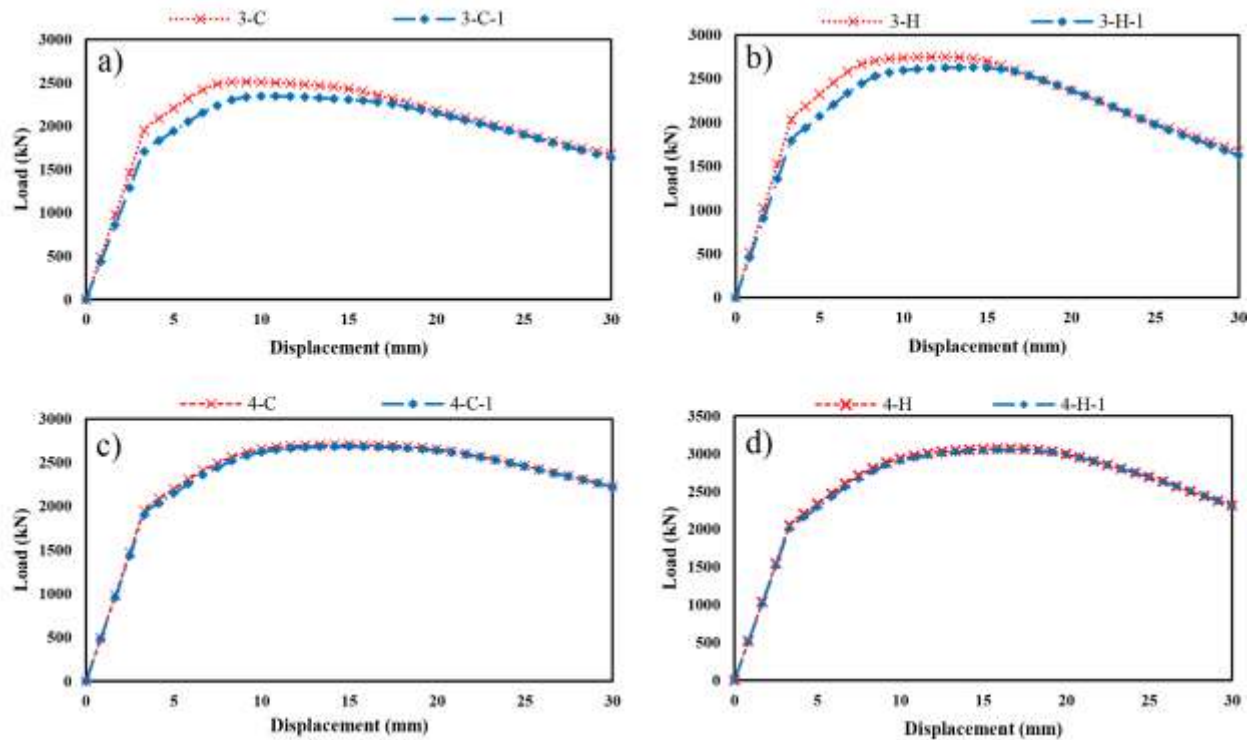 3-C 3-C-1
a)
3000
2500
2000
1500
1000
500
0
Load (kN)
0 5 10 15 20 25 30
Displacement (mm)
3-H 3-H-1
b)
3000
2500
2000
1500
1000
500
0
Load (kN)
0 5 10 15 20 25 30
Displacement (mm)
4-C 4-C-1
c)
3000
2500
2000
1500
1000
500
0
Load (kN)
0 5 10 15 20 25 30
Displacement (mm)
4-H 4-H-1
d)
3500
3000
2500
2000
1500
1000
500
0
Load (kN)
0 5 10 15 20 25 30
Displacement (mm)